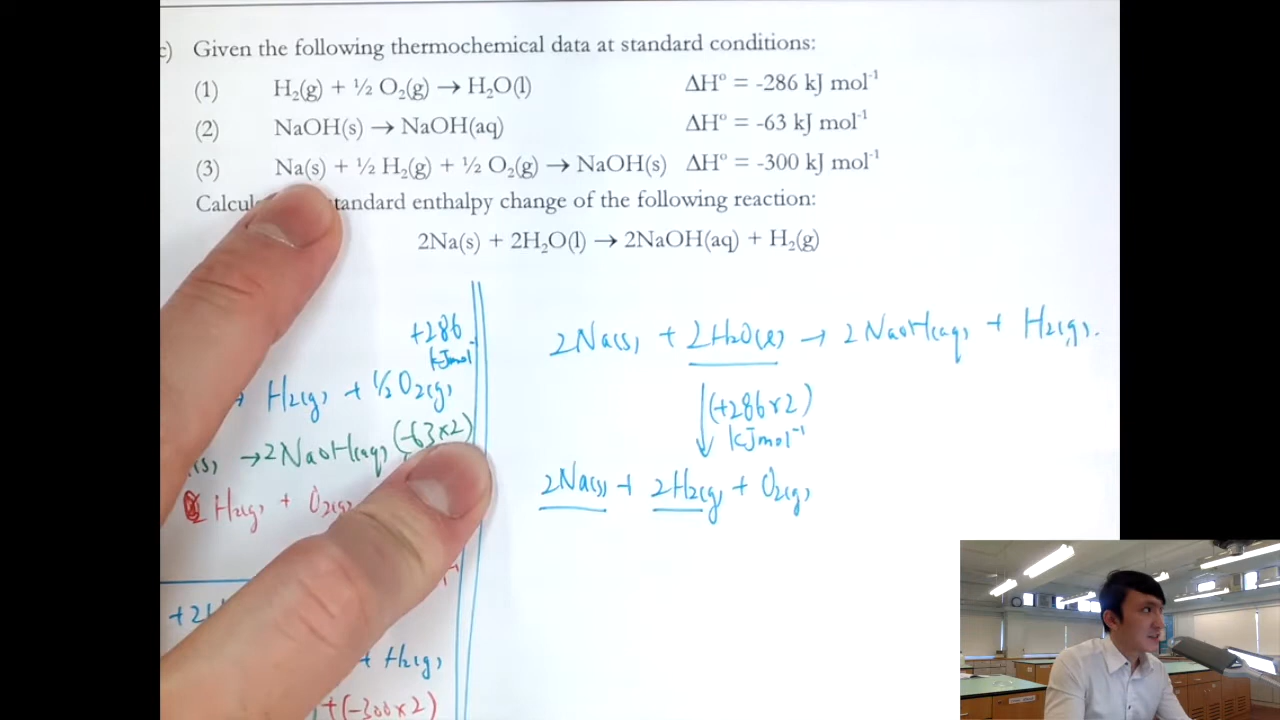 c) Given the following thermochemical data at standard conditions:
(1) H₂(g) + ½ O₂(g) → H₂O(l) ΔH° = -286 kJ mol⁻¹
(2) NaOH(s) → NaOH(aq) ΔH° = -63 kJ mol⁻¹
(3) Na(s) + ½ H₂(g) + ½ O₂(g) → NaOH(s) ΔH° = -300 kJ mol⁻¹
Calcul tandard enthalpy change of the following reaction:
2Na(s) + 2H₂O(l) → 2NaOH(aq) + H₂(g)
+286
kJmol
H₂(g) + ½ O₂(g)
(s) → 2NaOH(aq) (-63×2)
H₂(g) + O₂(g)
+ H₂(g)
+(-300×2)
2Na(s) + 2H₂O(l) → 2NaOH(aq) + H₂(g).
(+286×2)
kJmol⁻¹
2Na(s) + 2H₂(g) + O₂(g)